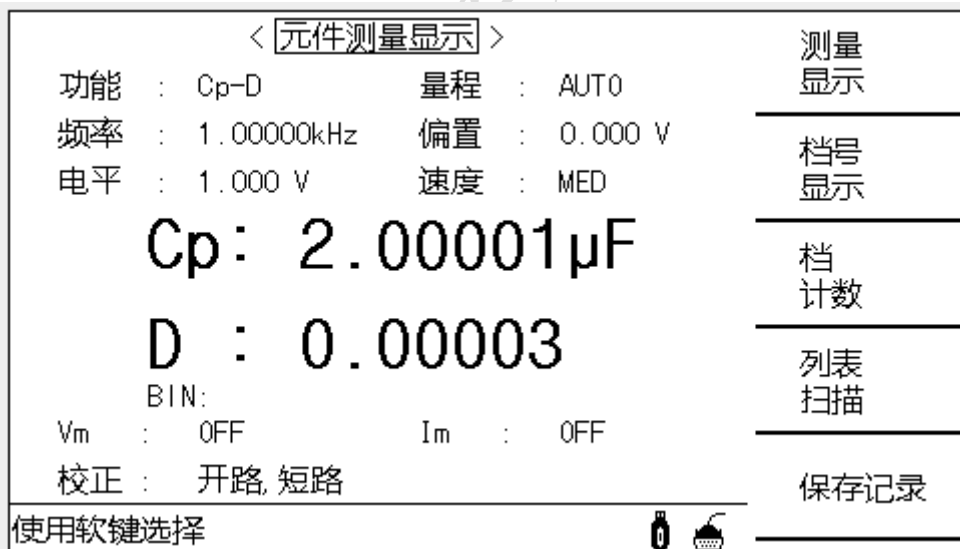 < 元件测量显示 >
功能 : Cp-D 量程 : AUTO
频率 : 1.00000kHz 偏置 : 0.000 V
电平 : 1.000 V 速度 : MED
Cp: 2.00001μF
D : 0.00003
BIN:
Vm : OFF Im : OFF
校正 : 开路, 短路
使用软键选择
测量
显示
档号
显示
档
计数
列表
扫描
保存记录